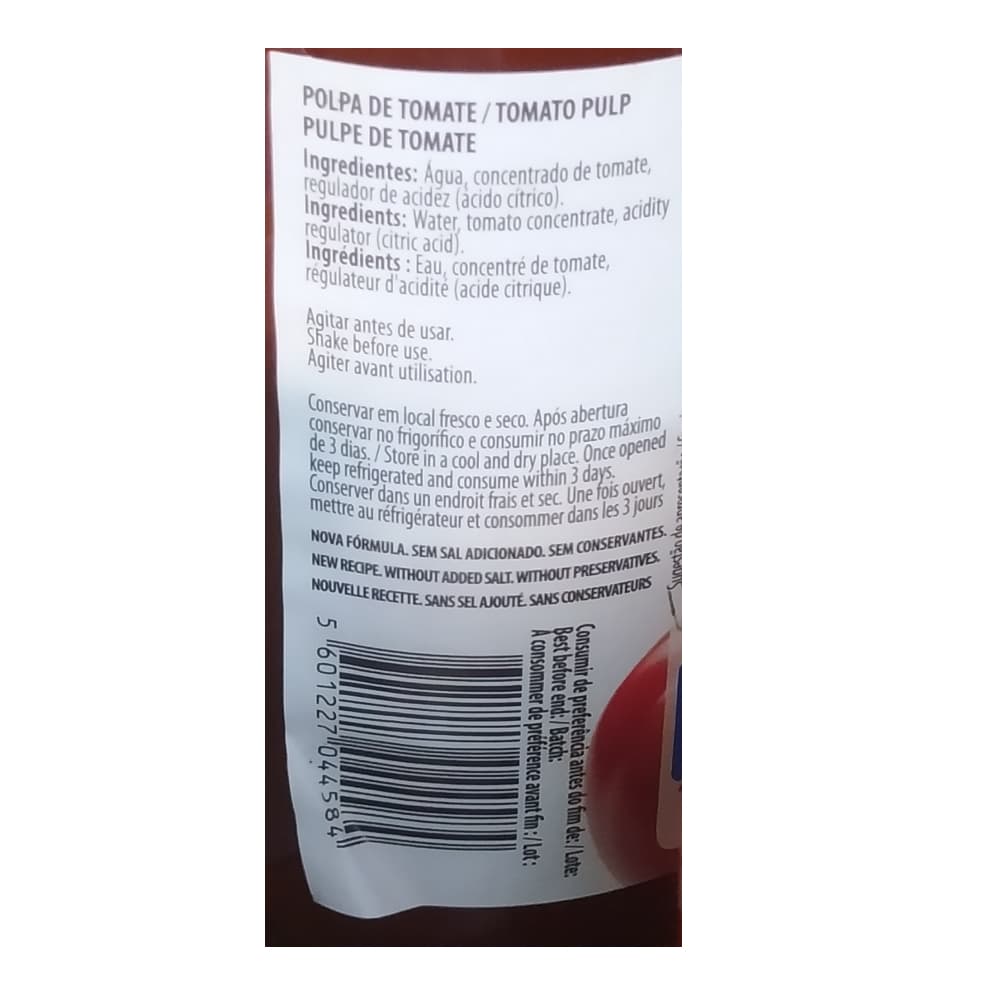 POLPA DE TOMATE / TOMATO PULP
PULPE DE TOMATE
Ingredientes: Água, concentrado de tomate,
regulador de acidez (ácido cítrico).
Ingredients: Water, tomato concentrate, acidity
regulator (citric acid).
Ingrédients : Eau, concentré de tomate,
régulateur d'acidité (acide citrique).
Agitar antes de usar.
Shake before use.
Agiter avant utilisation.
Conservar em local fresco e seco. Após abertura
conservar no frigorífico e consumir no prazo máximo
de 3 dias. / Store in a cool and dry place. Once opened
keep refrigerated and consume within 3 days.
Conserver dans un endroit frais et sec. Une fois ouvert,
mettre au réfrigérateur et consommer dans les 3 jours
NOVA FÓRMULA. SEM SAL ADICIONADO. SEM CONSERVANTES.
NEW RECIPE. WITHOUT ADDED SALT. WITHOUT PRESERVATIVES.
NOUVELLE RECETTE. SANS SEL AJOUTÉ. SANS CONSERVATEURS
Consumir de preferência antes do fim de: / Lote:
Best before end: / Batch:
À consommer de préférence avant fin : / Lot :
5 601227 044584